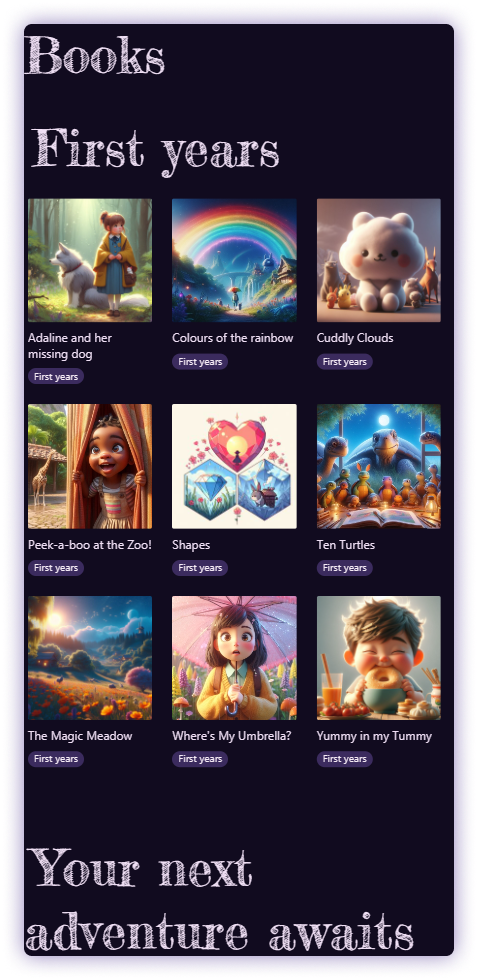 Books
First years
Adaline and her
missing dog
First years
Colours of the rainbow
First years
Cuddly Clouds
First years
Peek-a-boo at the Zoo!
First years
Shapes
First years
Ten Turtles
First years
The Magic Meadow
First years
Where's My Umbrella?
First years
Yummy in my Tummy
First years
Your next
adventure awaits